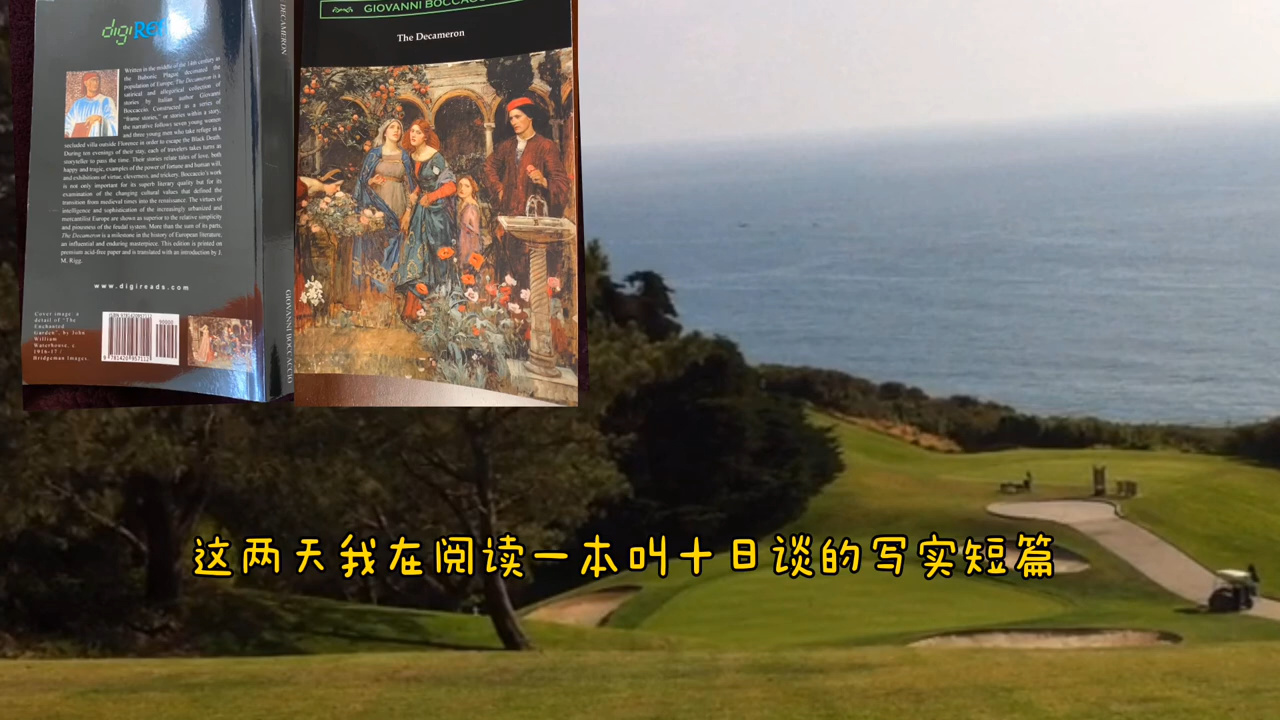 digiRE
Written in the middle of the 14th century as
the Bubonic Plague decimated the
population of Europe, The Decameron is a
satirical and allegorical collection of
stories by Italian author Giovanni
Boccaccio. Constructed as a series of
"frame stories," or stories within a story,
the narrative follows seven young women
and three young men who take refuge in a
secluded villa outside Florence in order to escape the Black Death.
During ten evenings of their stay, each of travelers takes turns as
storyteller to pass the time. Their stories relate tales of love, both
happy and tragic, examples of the power of fortune and human will,
and exhibitions of virtue, cleverness, and trickery. Boccaccio's work
is not only important for its superb literary quality but for its
examination of the changing cultural values that defined the
transition from medieval times into the renaissance. The virtues of
intelligence and sophistication of the increasingly urbanized and
mercantilist Europe are shown as superior to the relative simplicity
and piousness of the feudal system. More than the sum of its parts,
The Decameron is a milestone in the history of European literature,
an influential and enduring masterpiece. This edition is printed on
premium acid-free paper and is translated with an introduction by J.
M. Rigg.
www.digireads.com
Cover image: a
detail of "The
Enchanted
Garden", by John
William
Waterhouse, c.
1916-17 /
Bridgeman Images.
ISBN 9781420957112
90000
9 781420 957112
DECAMERON
GIOVANNI BOCCACCIO
GIOVANNI BOCCAC
The Decameron
这两天我在阅读一本叫十日谈的写实短篇